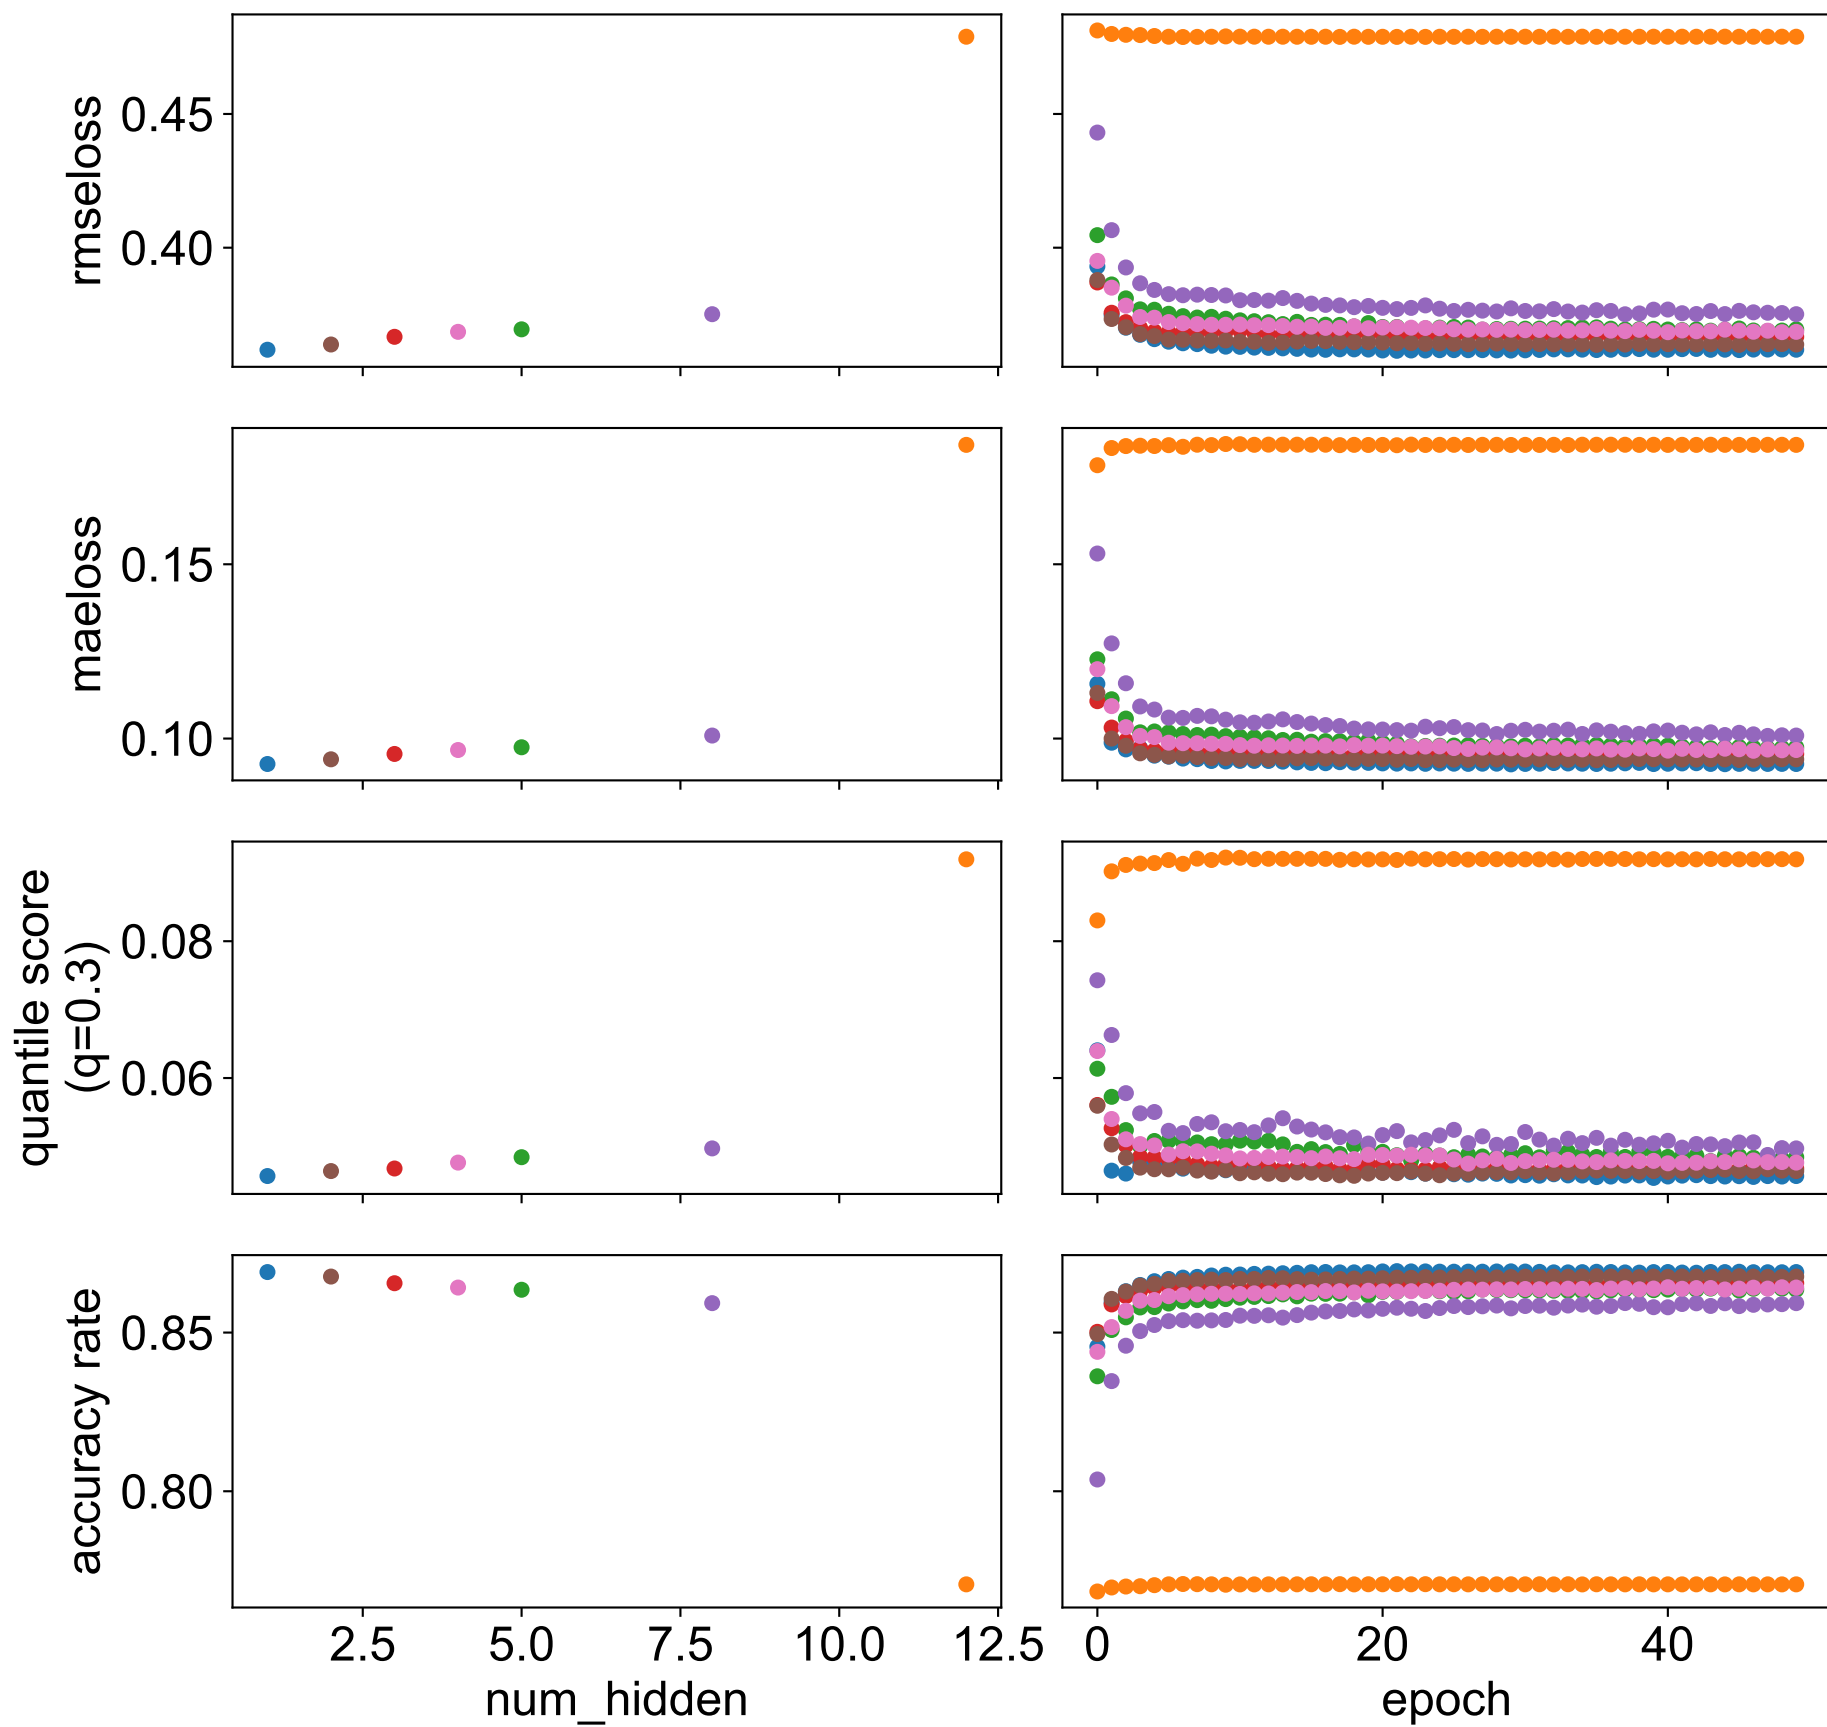 rmseloss
0.45
0.40
maeloss
0.15
0.10
quantile score
(q=0.3)
0.08
0.06
accuracy rate
0.85
0.80
2.5 5.0 7.5 10.0 12.5
num_hidden
0 20 40
epoch